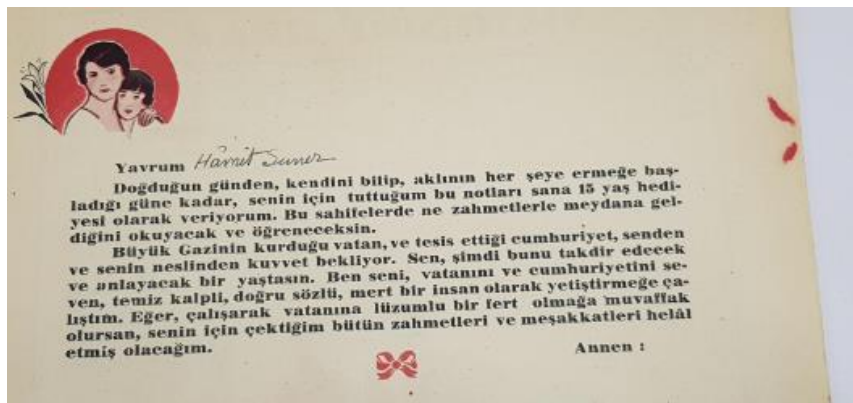 Yavrum Hâmit Suner
Doğduğun günden, kendini bilip, aklının her şeye ermeğe baş-
ladığı güne kadar, senin için tuttuğum bu notları sana 15 yaş hedi-
yesi olarak veriyorum. Bu sahifelerde ne zahmetlerle meydana gel-
diğini okuyacak ve öğreneceksin.
Büyük Gazinin kurduğu vatan, ve tesis ettiği cumhuriyet, senden
ve senin neslinden kuvvet bekliyor. Sen, şimdi bunu takdir edecek
ve anlayacak bir yaştasın. Ben seni, vatanını ve cumhuriyetini se-
ven, temiz kalpli, doğru sözlü, mert bir insan olarak yetiştirmeğe ça-
lıştım. Eğer, çalışarak vatanına lüzumlu bir fert olmağa muvaffak
olursan, senin için çektiğim bütün zahmetleri ve meşakkatleri helâl
etmiş olacağım.
Annen :